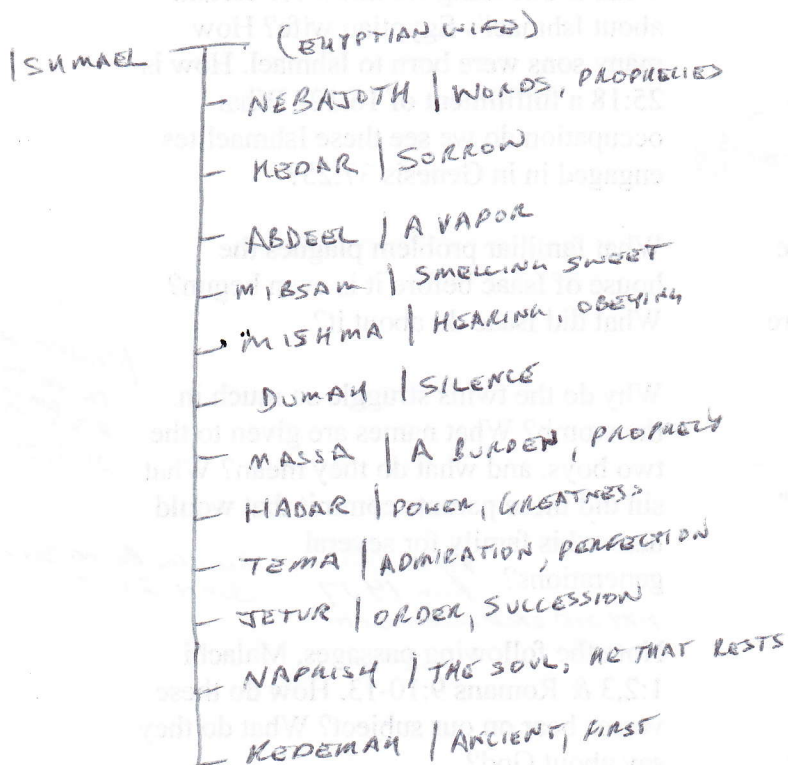 ISHMAEL (EGYPTIAN WIFE)
NEBAJOTH | WORDS, PROPHECIES
KEDAR | SORROW
ABDEEL | A VAPOR
MIBSAM | SMELLING SWEET
MISHMA | HEARING, OBEYING
DUMAH | SILENCE
MASSA | A BURDEN, PROPHECY
HADAR | POWER, GREATNESS
TEMA | ADMIRATION, PERFECTION
JETUR | ORDER, SUCCESSION
NAPHISH | THE SOUL; HE THAT RESTS
KEDEMAH | ANCIENT, FIRST